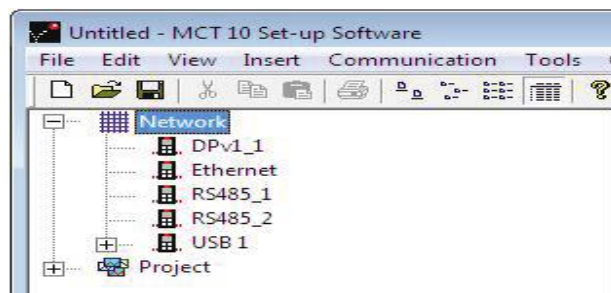 Untitled - MCT 10 Set-up Software
File Edit View Insert Communication Tools
Network
DPv1_1
Ethernet
RS485_1
RS485_2
USB 1
Project